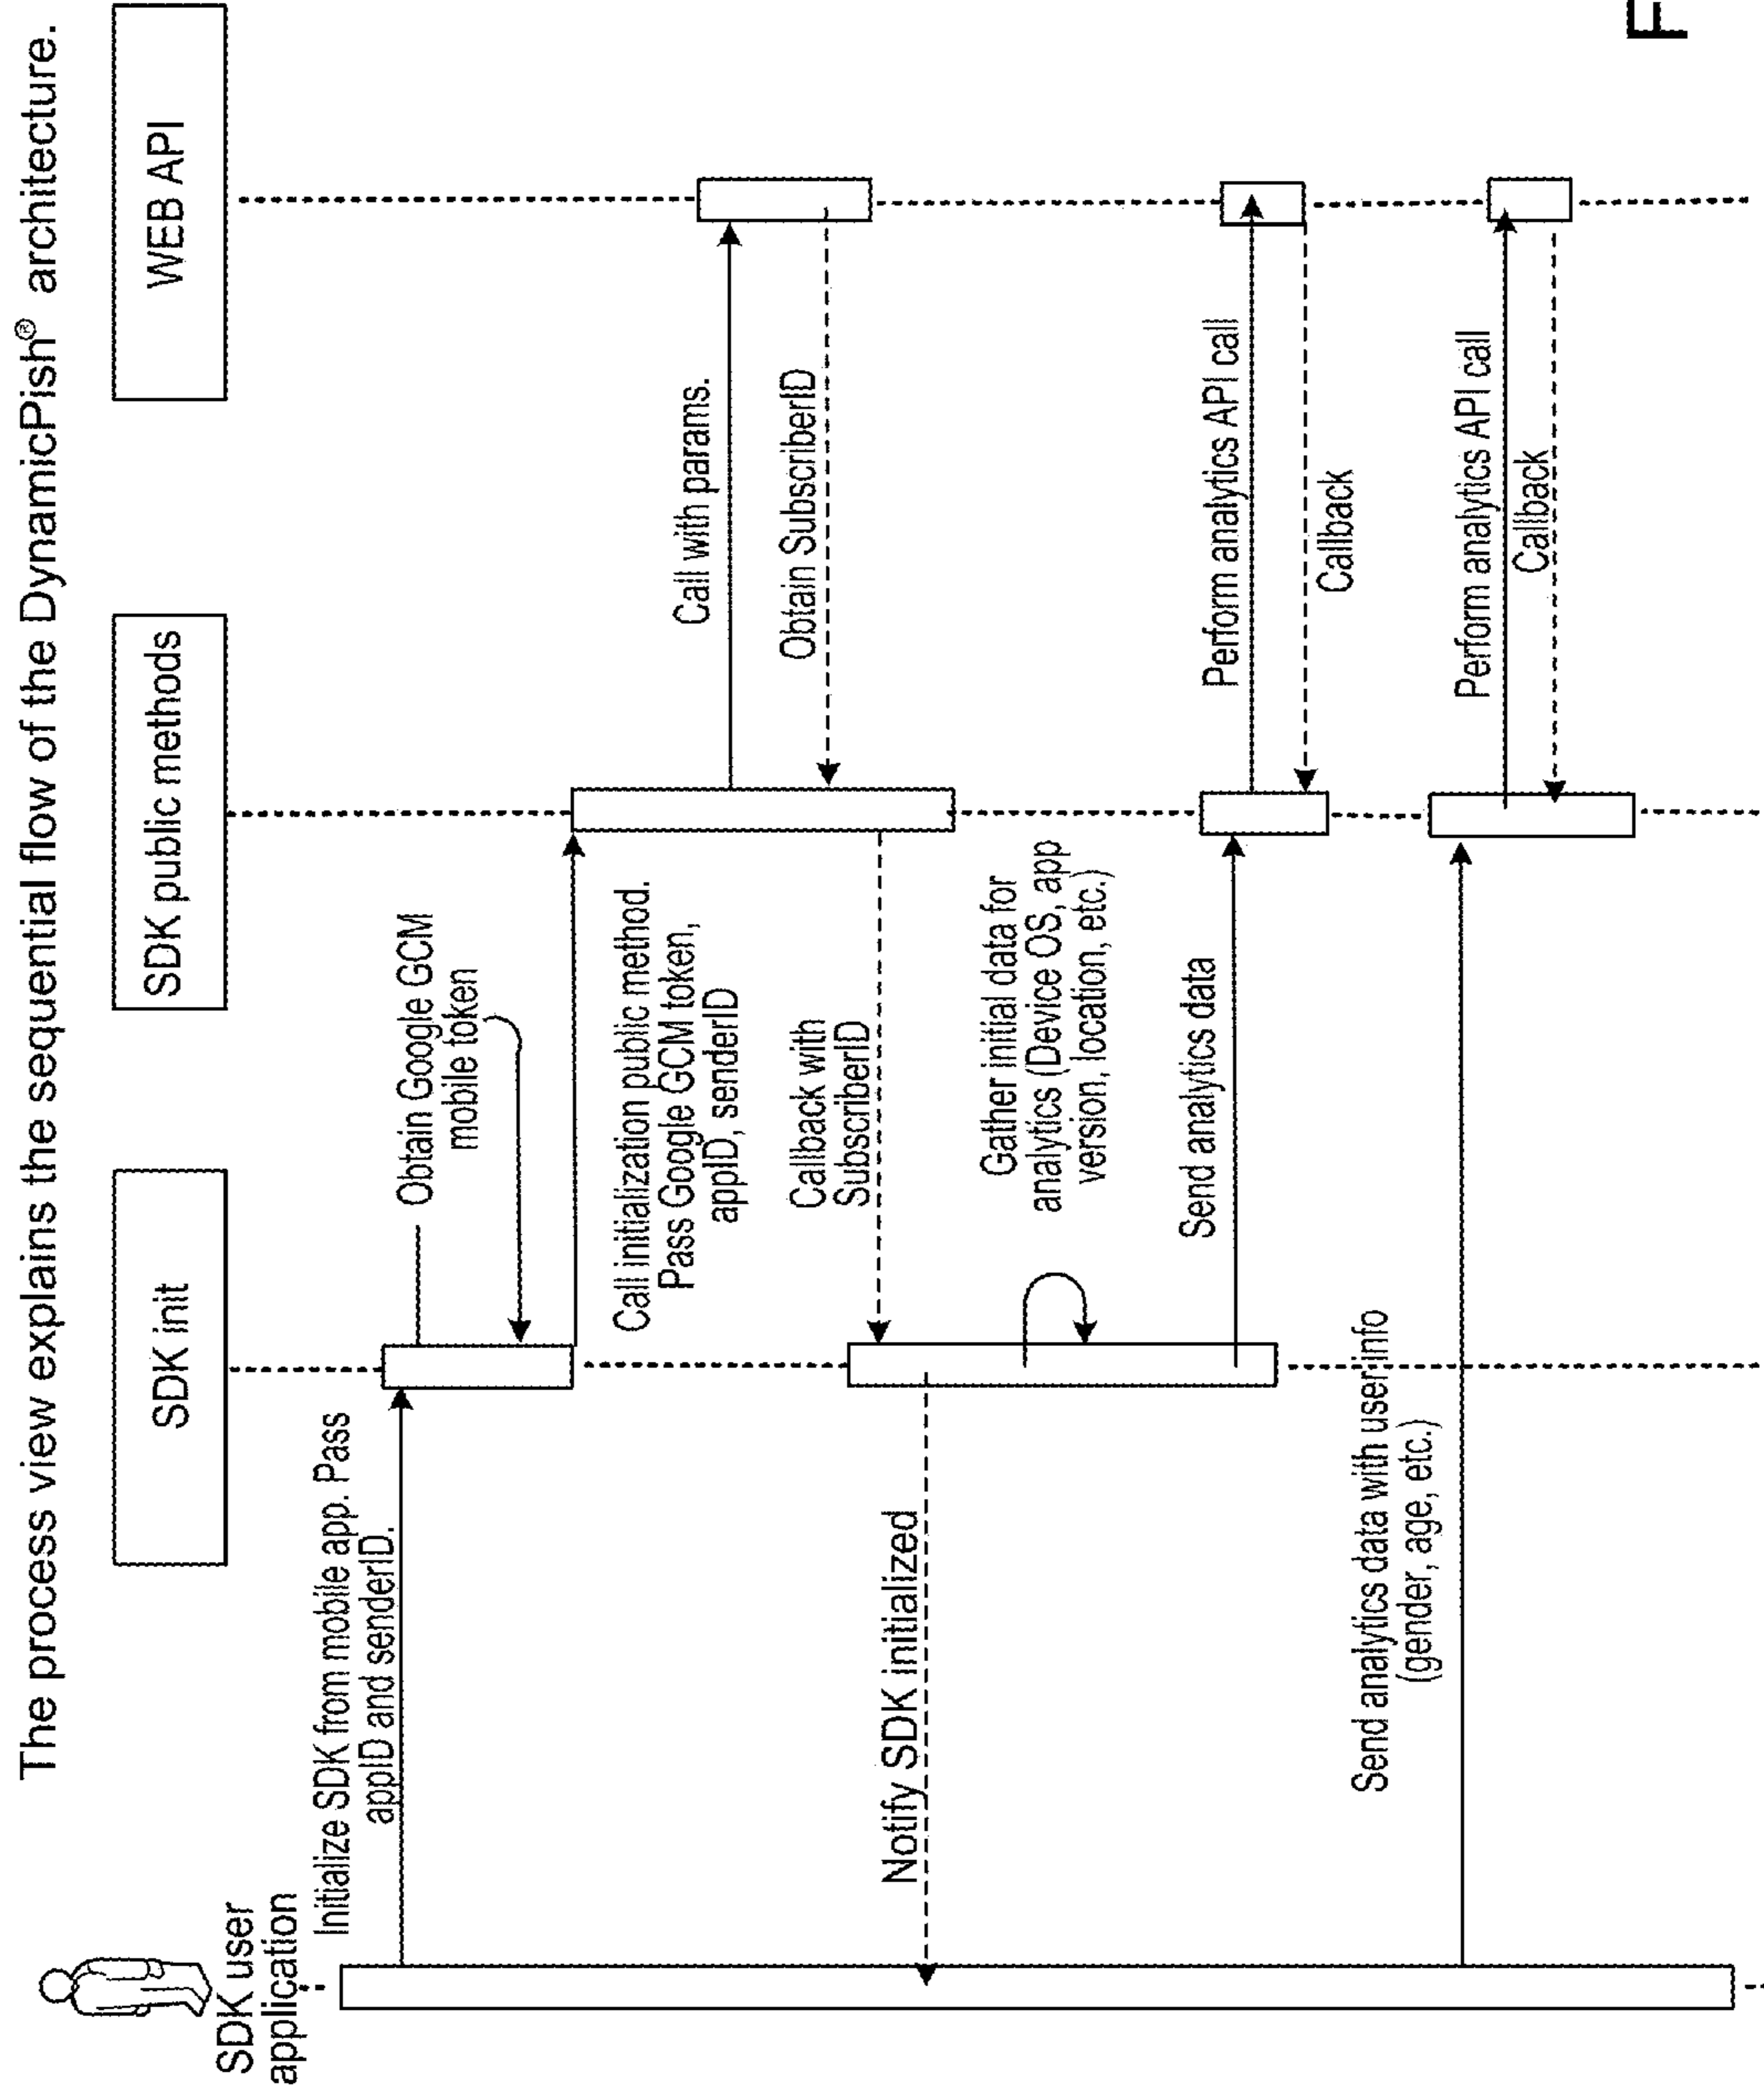 The process view explains the sequential flow of the DynamicPish® architecture.
SDK user
application
SDK init
SDK public methods
WEB API
Initialize SDK from mobile app. Pass
appID and senderID.
Obtain Google GCM
mobile token
Call initialization public method.
Pass Google GCM token,
appID, senderID
Call with params.
Obtain SubscriberID
Callback with
SubscriberID
Notify SDK initialized
Gather initial data for
analytics (Device OS, app
version, location, etc.)
Send analytics data
Perform analytics API call
Callback
Send analytics data with user info
(gender, age, etc.)
Perform analytics API call
Callback
F